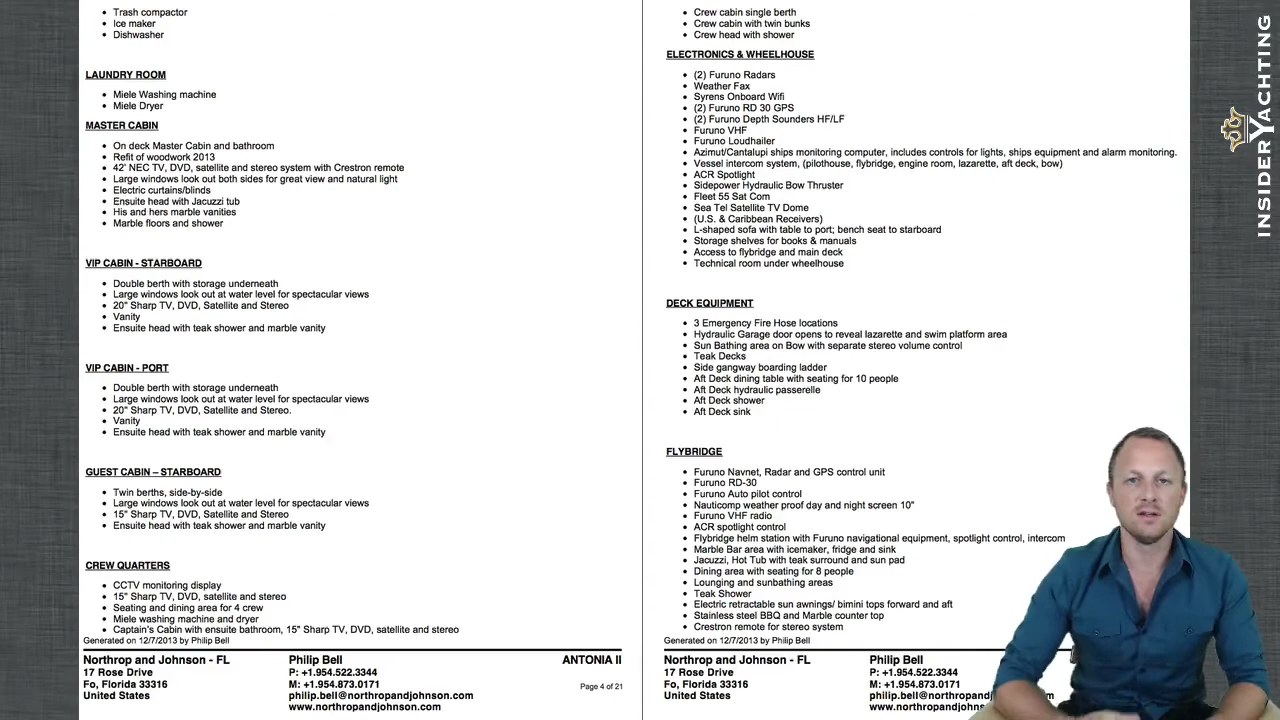 Trash compactor
Ice maker
Dishwasher
LAUNDRY ROOM
Miele Washing machine
Miele Dryer
MASTER CABIN
On deck Master Cabin and bathroom
Refit of woodwork 2013
42' NEC TV, DVD, satellite and stereo system with Crestron remote
Large windows look out both sides for great view and natural light
Electric curtains/blinds
Ensuite head with Jacuzzi tub
His and hers marble vanities
Marble floors and shower
VIP CABIN - STARBOARD
Double berth with storage underneath
Large windows look out at water level for spectacular views
20" Sharp TV, DVD, Satellite and Stereo
Vanity
Ensuite head with teak shower and marble vanity
VIP CABIN - PORT
Double berth with storage underneath
Large windows look out at water level for spectacular views
20" Sharp TV, DVD, Satellite and Stereo.
Vanity
Ensuite head with teak shower and marble vanity
GUEST CABIN – STARBOARD
Twin berths, side-by-side
Large windows look out at water level for spectacular views
15" Sharp TV, DVD, Satellite and Stereo
Ensuite head with teak shower and marble vanity
CREW QUARTERS
CCTV monitoring display
15" Sharp TV, DVD, satellite and stereo
Seating and dining area for 4 crew
Miele washing machine and dryer
Captain's Cabin with ensuite bathroom, 15" Sharp TV, DVD, satellite and stereo
Generated on 12/7/2013 by Philip Bell
Northrop and Johnson - FL
17 Rose Drive
Fo, Florida 33316
United States
Philip Bell
P: +1.954.522.3344
M: +1.954.873.0171
philip.bell@northropandjohnson.com
www.northropandjohnson.com
ANTONIA II
Page 4 of 21
Crew cabin single berth
Crew cabin with twin bunks
Crew head with shower
ELECTRONICS & WHEELHOUSE
(2) Furuno Radars
Weather Fax
Syrens Onboard Wifi
(2) Furuno RD 30 GPS
(2) Furuno Depth Sounders HF/LF
Furuno VHF
Furuno Loudhailer
Azimut/Cantalupi ships monitoring computer, includes controls for lights, ships equipment and alarm monitoring.
Vessel intercom system, (pilothouse, flybridge, engine room, lazarette, aft deck, bow)
ACR Spotlight
Sidepower Hydraulic Bow Thruster
Fleet 55 Sat Com
Sea Tel Satellite TV Dome
(U.S. & Caribbean Receivers)
L-shaped sofa with table to port; bench seat to starboard
Storage shelves for books & manuals
Access to flybridge and main deck
Technical room under wheelhouse
DECK EQUIPMENT
3 Emergency Fire Hose locations
Hydraulic Garage door opens to reveal lazarette and swim platform area
Sun Bathing area on Bow with separate stereo volume control
Teak Decks
Side gangway boarding ladder
Aft Deck dining table with seating for 10 people
Aft Deck hydraulic passerelle
Aft Deck shower
Aft Deck sink
FLYBRIDGE
Furuno Navnet, Radar and GPS control unit
Furuno RD-30
Furuno Auto pilot control
Nauticomp weather proof day and night screen 10"
Furuno VHF radio
ACR spotlight control
Flybridge helm station with Furuno navigational equipment, spotlight control, intercom
Marble Bar area with icemaker, fridge and sink
Jacuzzi, Hot Tub with teak surround and sun pad
Dining area with seating for 8 people
Lounging and sunbathing areas
Teak Shower
Electric retractable sun awnings/ bimini tops forward and aft
Stainless steel BBQ and Marble counter top
Crestron remote for stereo system
Generated on 12/7/2013 by Philip Bell
Northrop and Johnson - FL
17 Rose Drive
Fo, Florida 33316
United States
Philip Bell
P: +1.954.522.3344
M: +1.954.873.0171
philip.bell@northropandj
www.northropandjohns
INSIDER YACHTING